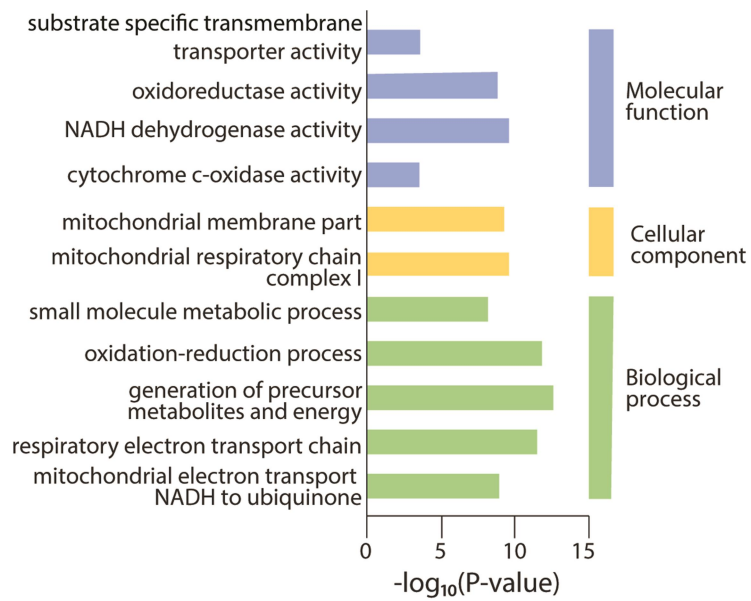 substrate specific transmembrane
transporter activity
oxidoreductase activity
NADH dehydrogenase activity
cytochrome c-oxidase activity
mitochondrial membrane part
mitochondrial respiratory chain
complex I
small molecule metabolic process
oxidation-reduction process
generation of precursor
metabolites and energy
respiratory electron transport chain
mitochondrial electron transport
NADH to ubiquinone
Molecular
function
Cellular
component
Biological
process
0 5 10 15
-log₁₀(P-value)